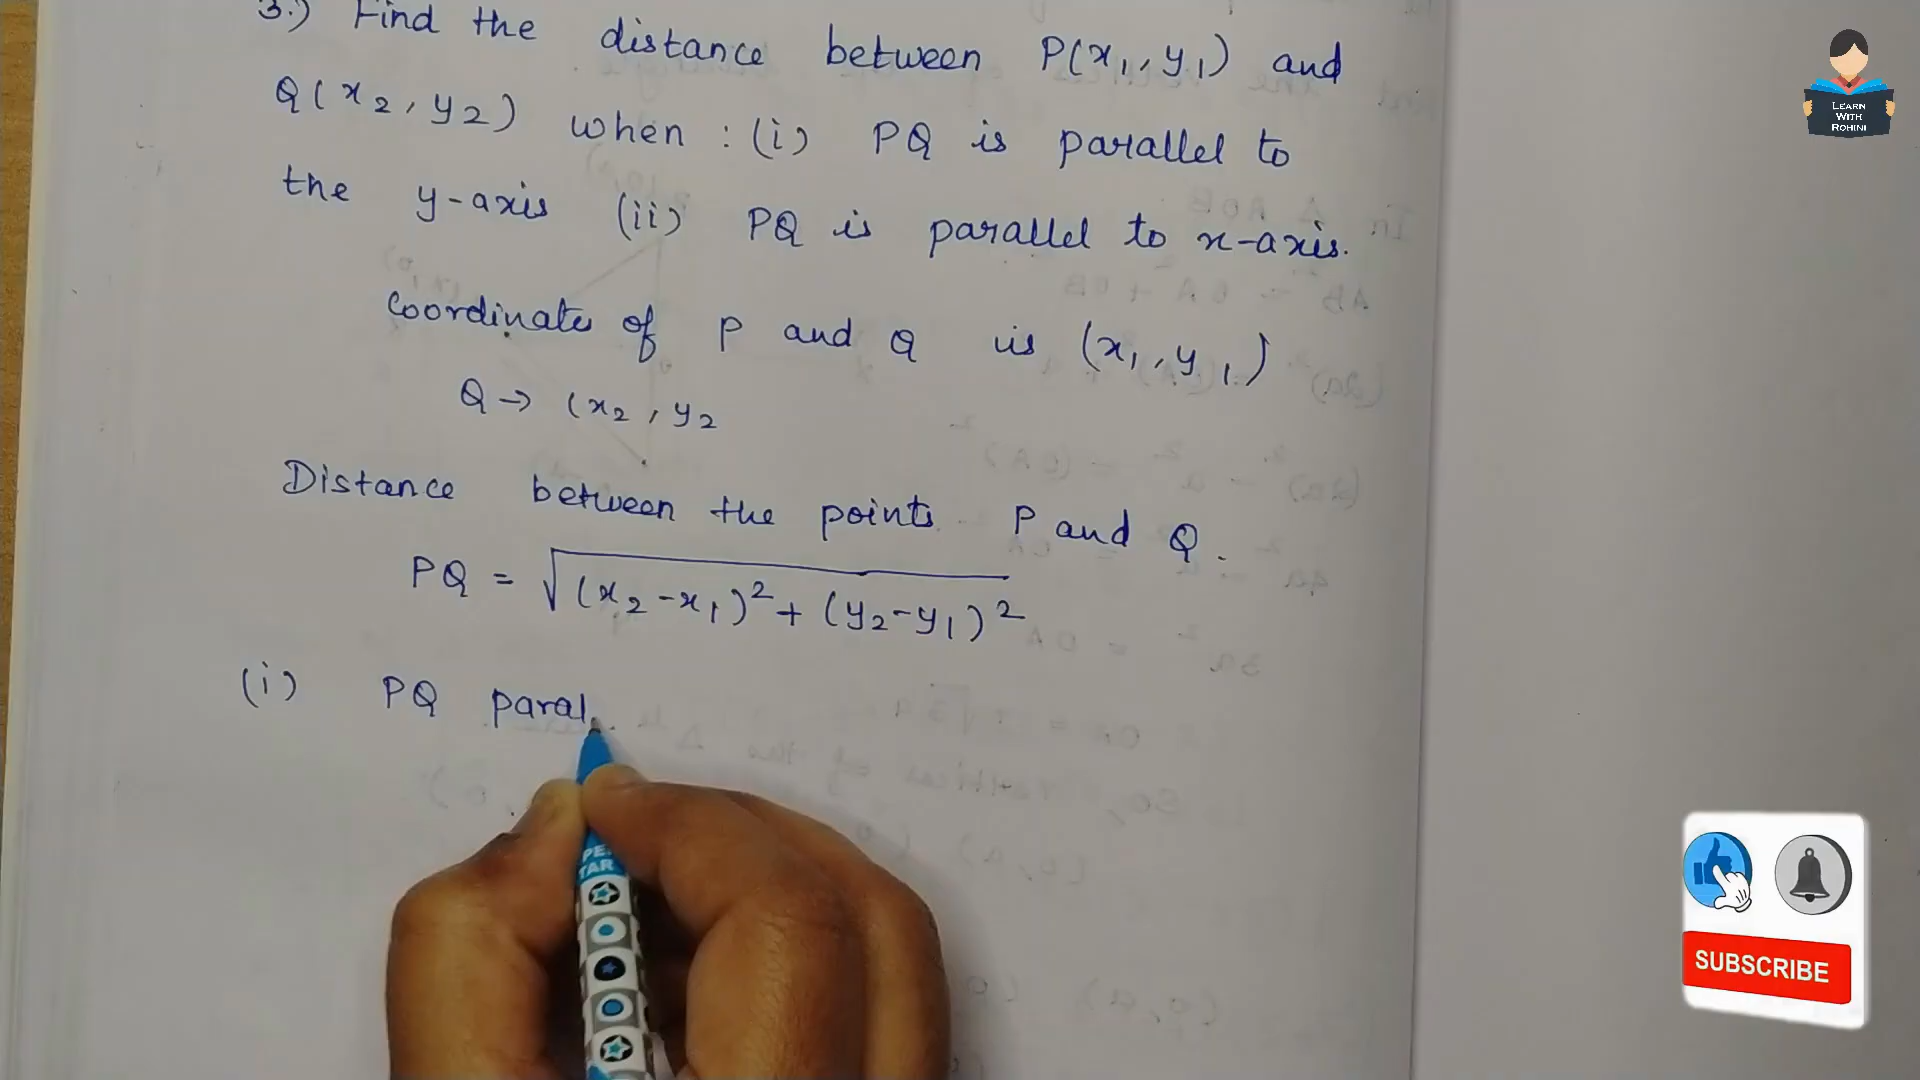 3.) Find the distance between P(x₁, y₁) and
Q(x₂, y₂) when : (i) PQ is parallel to
the y-axis (ii) PQ is parallel to x-axis.
Coordinates of P and Q is (x₁, y₁)
Q → (x₂, y₂
Distance between the points P and Q.
PQ = √(x₂-x₁)² + (y₂-y₁)²
(i) PQ paral
LEARN
WITH
ROHINI
SUBSCRIBE